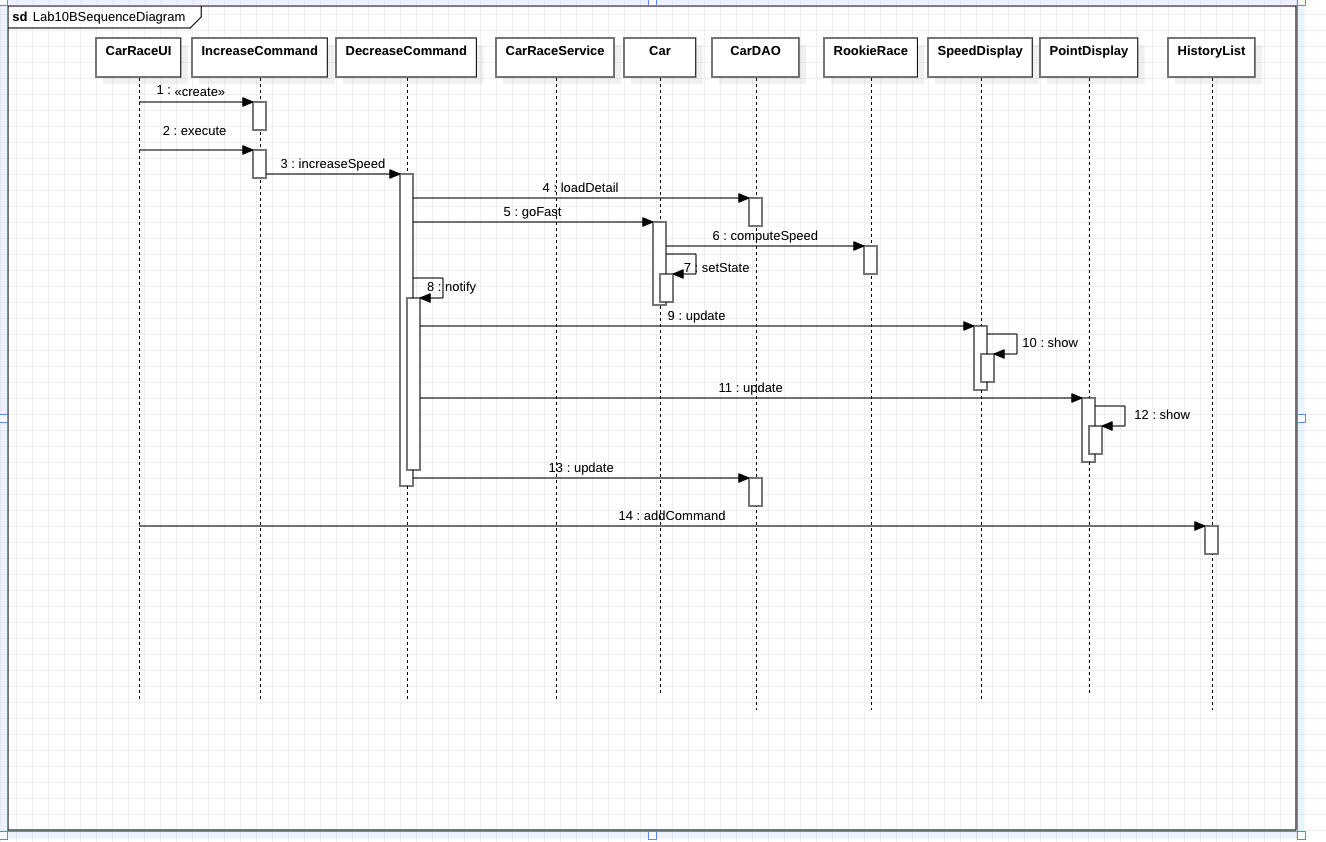 sd Lab10BSequenceDiagram
CarRaceUI
IncreaseCommand
DecreaseCommand
CarRaceService
Car
CarDAO
RookieRace
SpeedDisplay
PointDisplay
HistoryList
1 : «create»
2 : execute
3 : increaseSpeed
4 : loadDetail
5 : goFast
6 : computeSpeed
7 : setState
8 : notify
9 : update
10 : show
11 : update
12 : show
13 : update
14 : addCommand